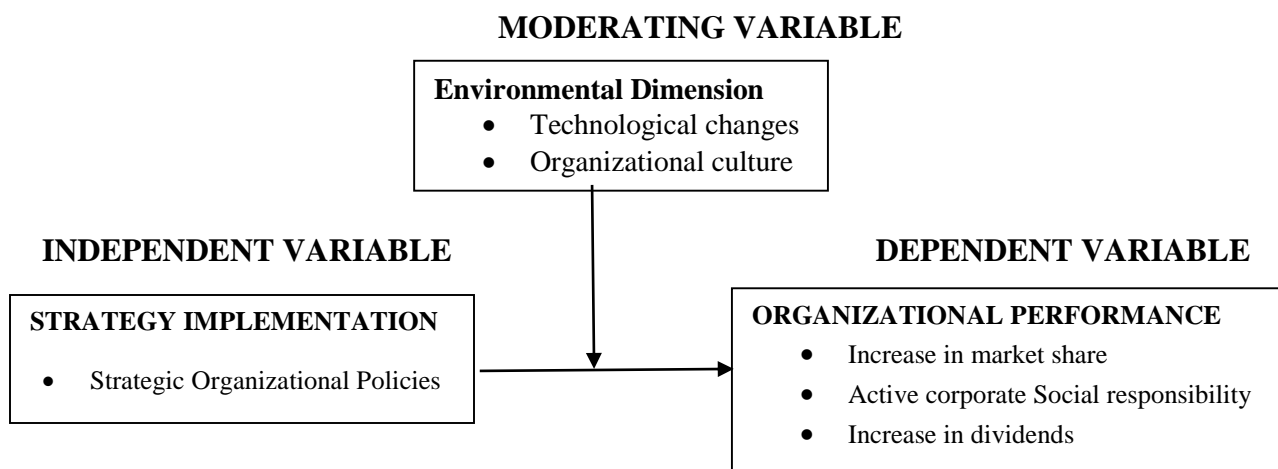 MODERATING VARIABLE
Environmental Dimension
• Technological changes
• Organizational culture
INDEPENDENT VARIABLE
DEPENDENT VARIABLE
STRATEGY IMPLEMENTATION
• Strategic Organizational Policies
ORGANIZATIONAL PERFORMANCE
• Increase in market share
• Active corporate Social responsibility
• Increase in dividends